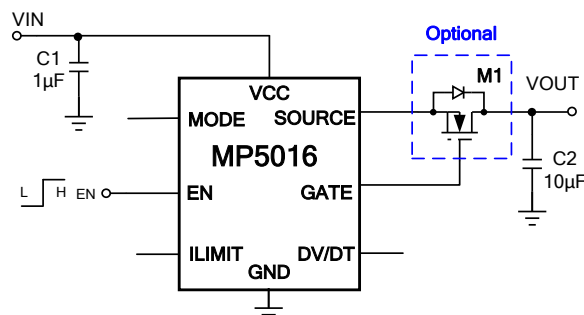 VIN
C1
1µF
VCC
MODE
SOURCE
MP5016
L
H
EN
EN
GATE
ILIMIT
DV/DT
GND
Optional
M1
VOUT
C2
10µF